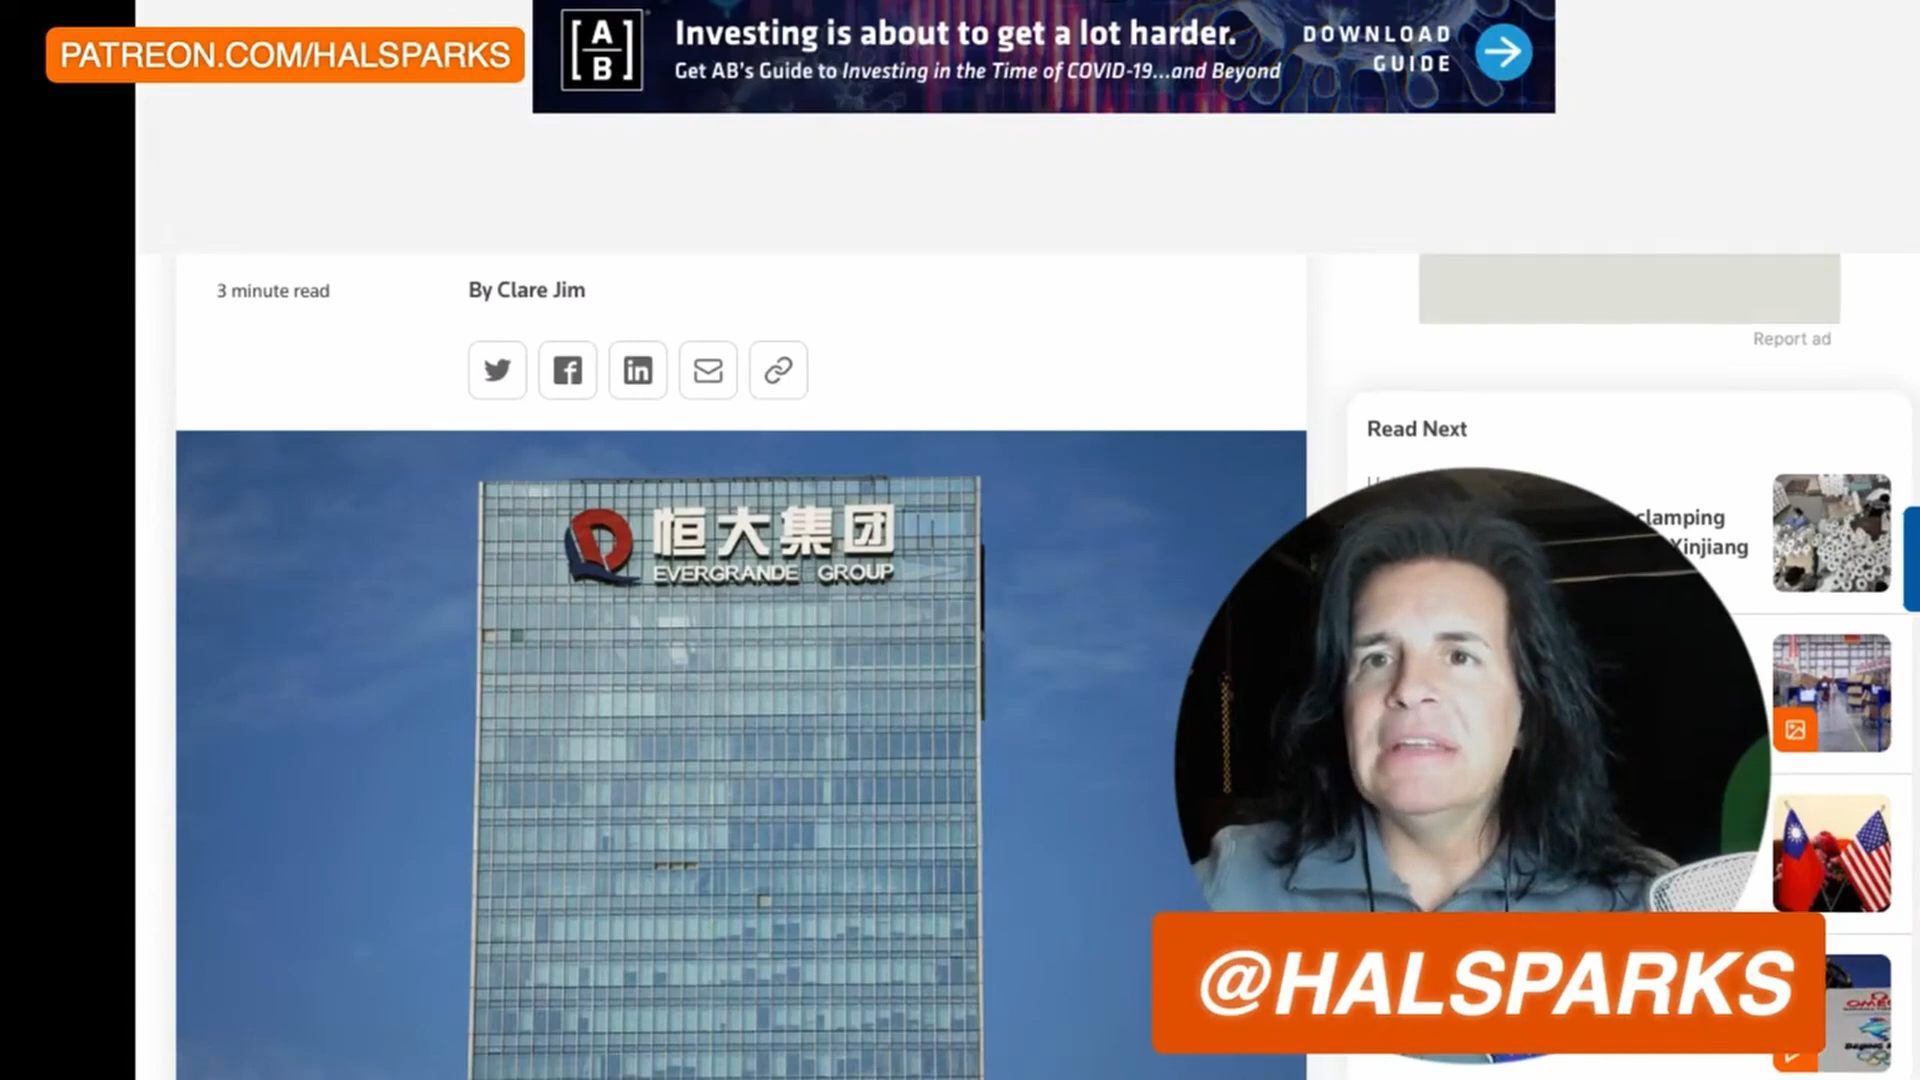 PATREON.COM/HALSPARKS
[A B]
Investing is about to get a lot harder.
Get AB's Guide to Investing in the Time of COVID-19...and Beyond
DOWNLOAD
GUIDE
3 minute read
By Clare Jim
Report ad
Read Next
clamping
Xinjiang
恒大集团
EVERGRANDE GROUP
@HALSPARKS